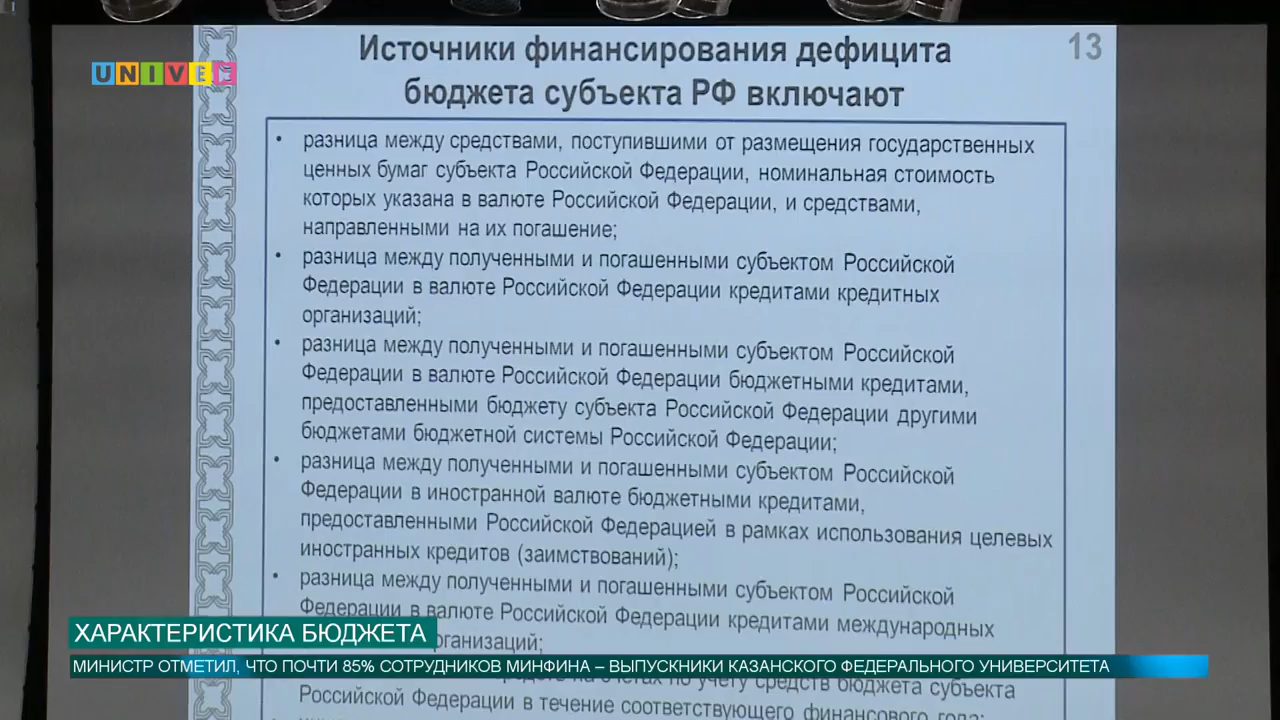 Источники финансирования дефицита
13
бюджета субъекта РФ включают
UNIVER
• разница между средствами, поступившими от размещения государственных
ценных бумаг субъекта Российской Федерации, номинальная стоимость
которых указана в валюте Российской Федерации, и средствами,
направленными на их погашение;
• разница между полученными и погашенными субъектом Российской
Федерации в валюте Российской Федерации кредитами кредитных
организаций;
• разница между полученными и погашенными субъектом Российской
Федерации в валюте Российской Федерации бюджетными кредитами,
предоставленными бюджету субъекта Российской Федерации другими
бюджетами бюджетной системы Российской Федерации;
• разница между полученными и погашенными субъектом Российской
Федерации в иностранной валюте бюджетными кредитами,
предоставленными Российской Федерацией в рамках использования целевых
иностранных кредитов (заимствований);
• разница между полученными и погашенными субъектом Российской
Федерации в валюте Российской Федерации кредитами международных
рганизаций;
ХАРАКТЕРИСТИКА БЮДЖЕТА
МИНИСТР ОТМЕТИЛ, ЧТО ПОЧТИ 85% СОТРУДНИКОВ МИНФИНА – ВЫПУСКНИКИ КАЗАНСКОГО ФЕДЕРАЛЬНОГО УНИВЕРСИТЕТА
на счетах по учету средств бюджета субъекта
Российской Федерации в течение соответствующего финансового года;